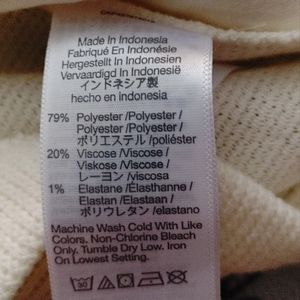 Made In Indonesia
Fabriqué En Indonésie
Hergestellt In Indonesien
Vervaardigd In Indonesië
インドネシア製
hecho en indonesia
79% Polyester /Polyester /
Polyester /Polyester /
ポリエステル /poliéster
20% Viscose /Viscose /
Viskose /Viscose /
レーヨン /viscosa
1% Elastane /Élasthanne /
Elastan /Elastaan /
ポリウレタン /elastano
Machine Wash Cold With Like
Colors. Non-Chlorine Bleach
Only. Tumble Dry Low. Iron
On Lowest Setting.
30